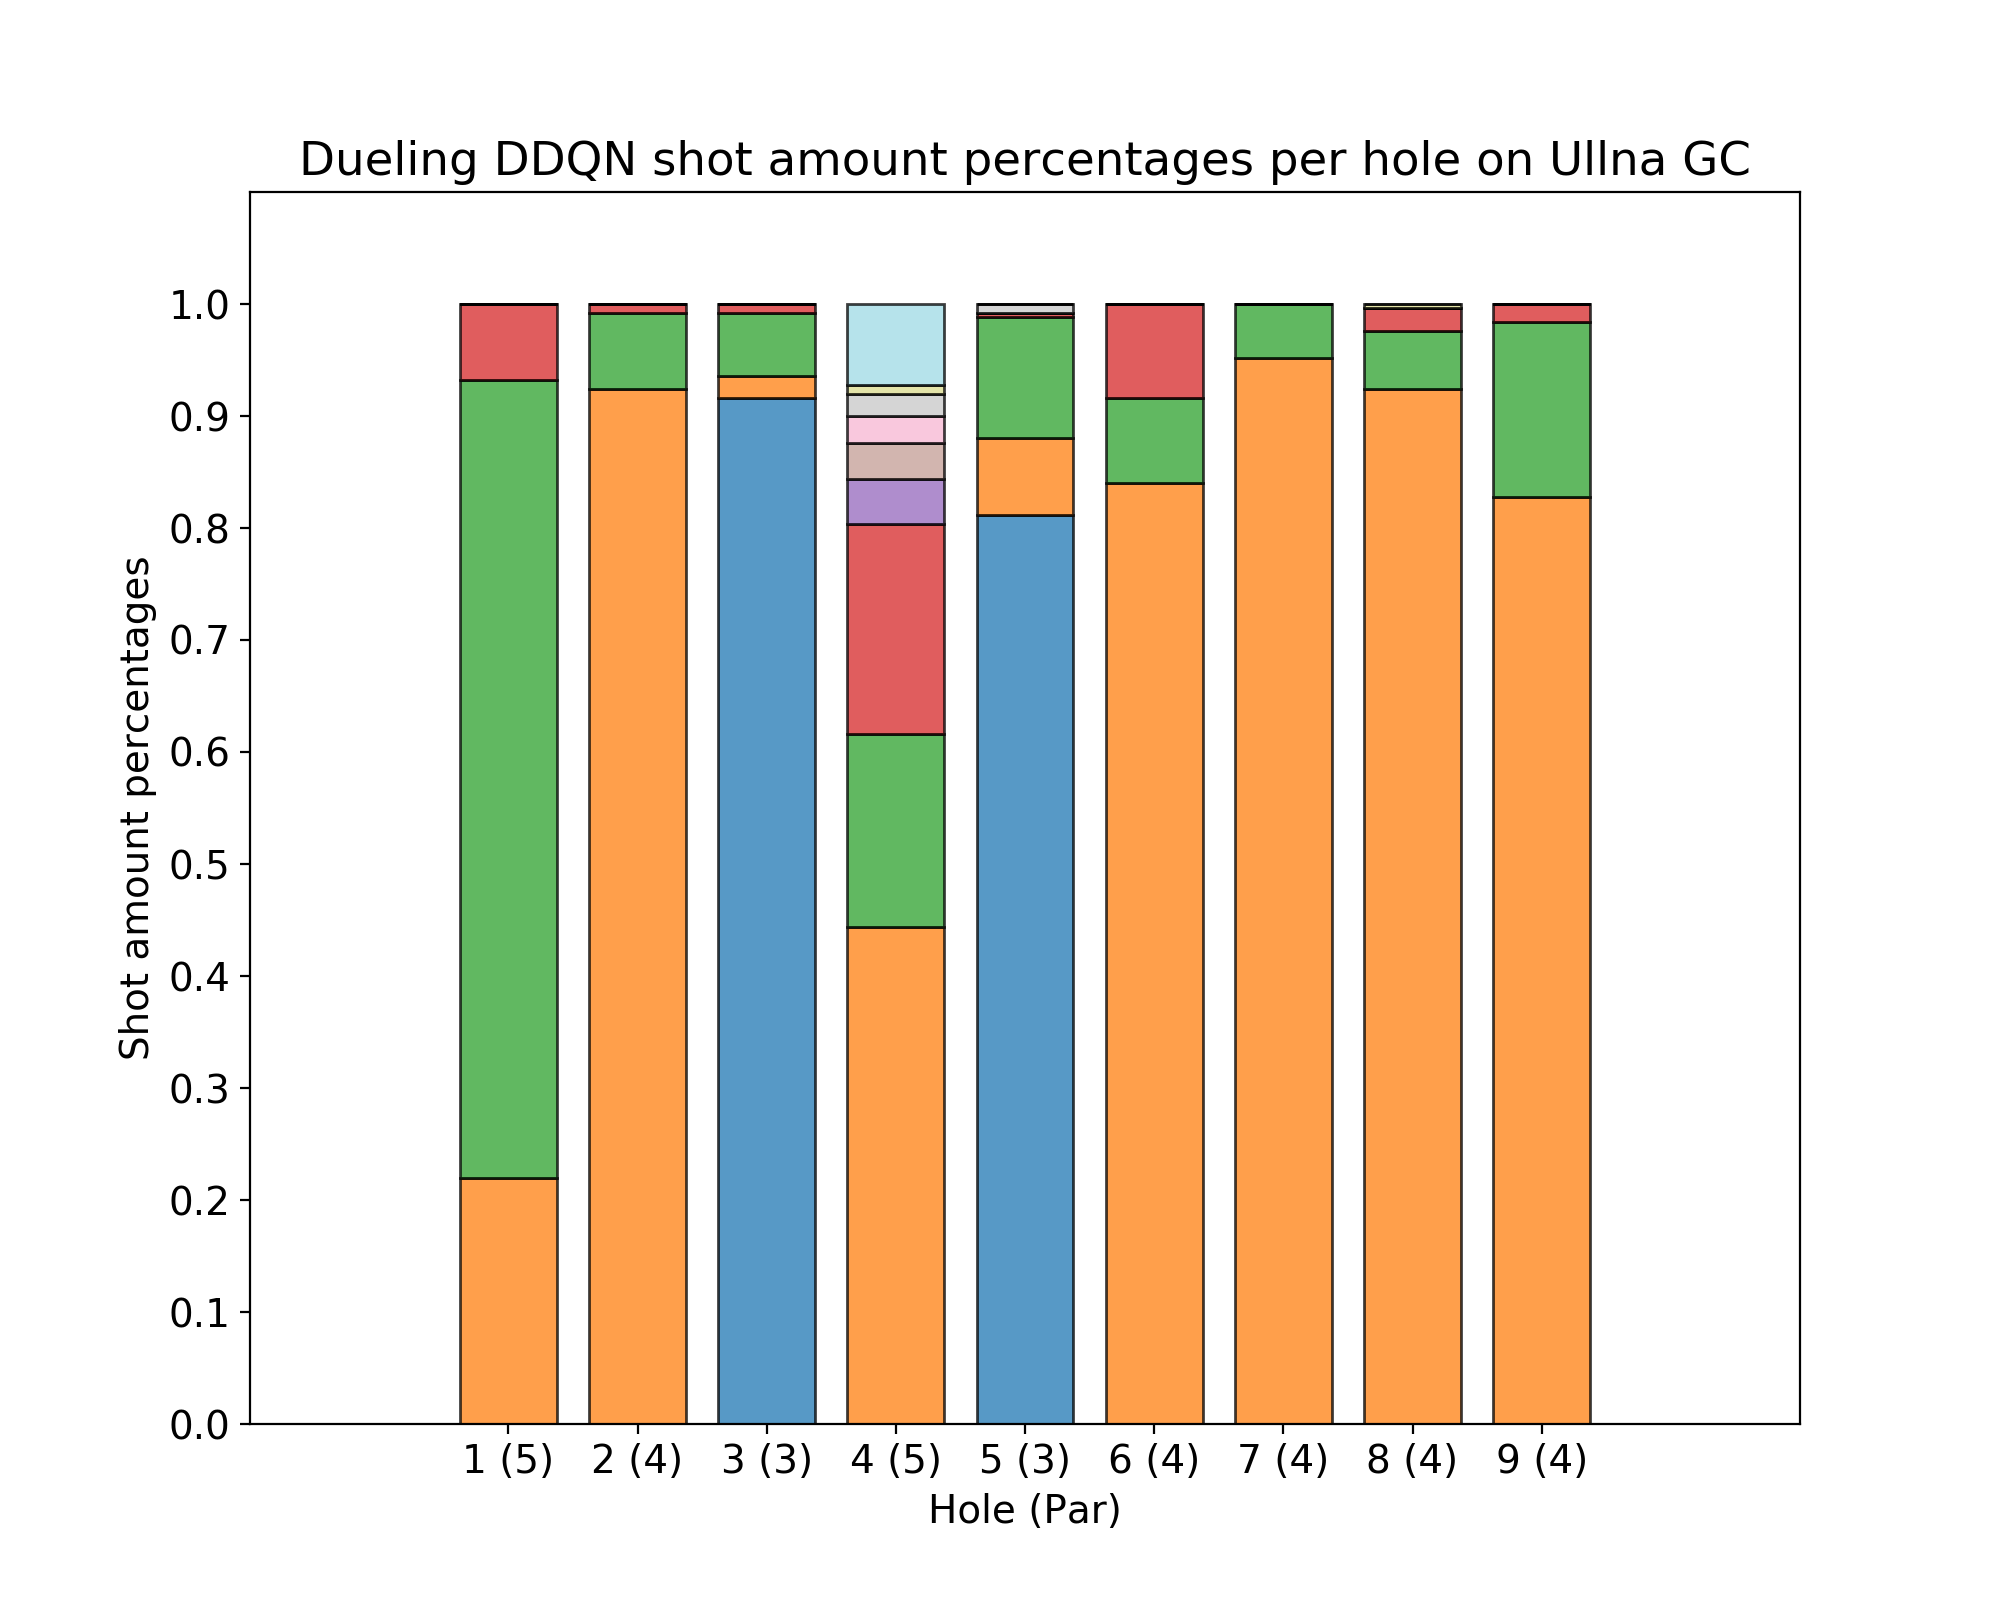 Dueling DDQN shot amount percentages per hole on Ullna GC
Shot amount percentages
1.0
0.9
0.8
0.7
0.6
0.5
0.4
0.3
0.2
0.1
0.0
1 (5) 2 (4) 3 (3) 4 (5) 5 (3) 6 (4) 7 (4) 8 (4) 9 (4)
Hole (Par)